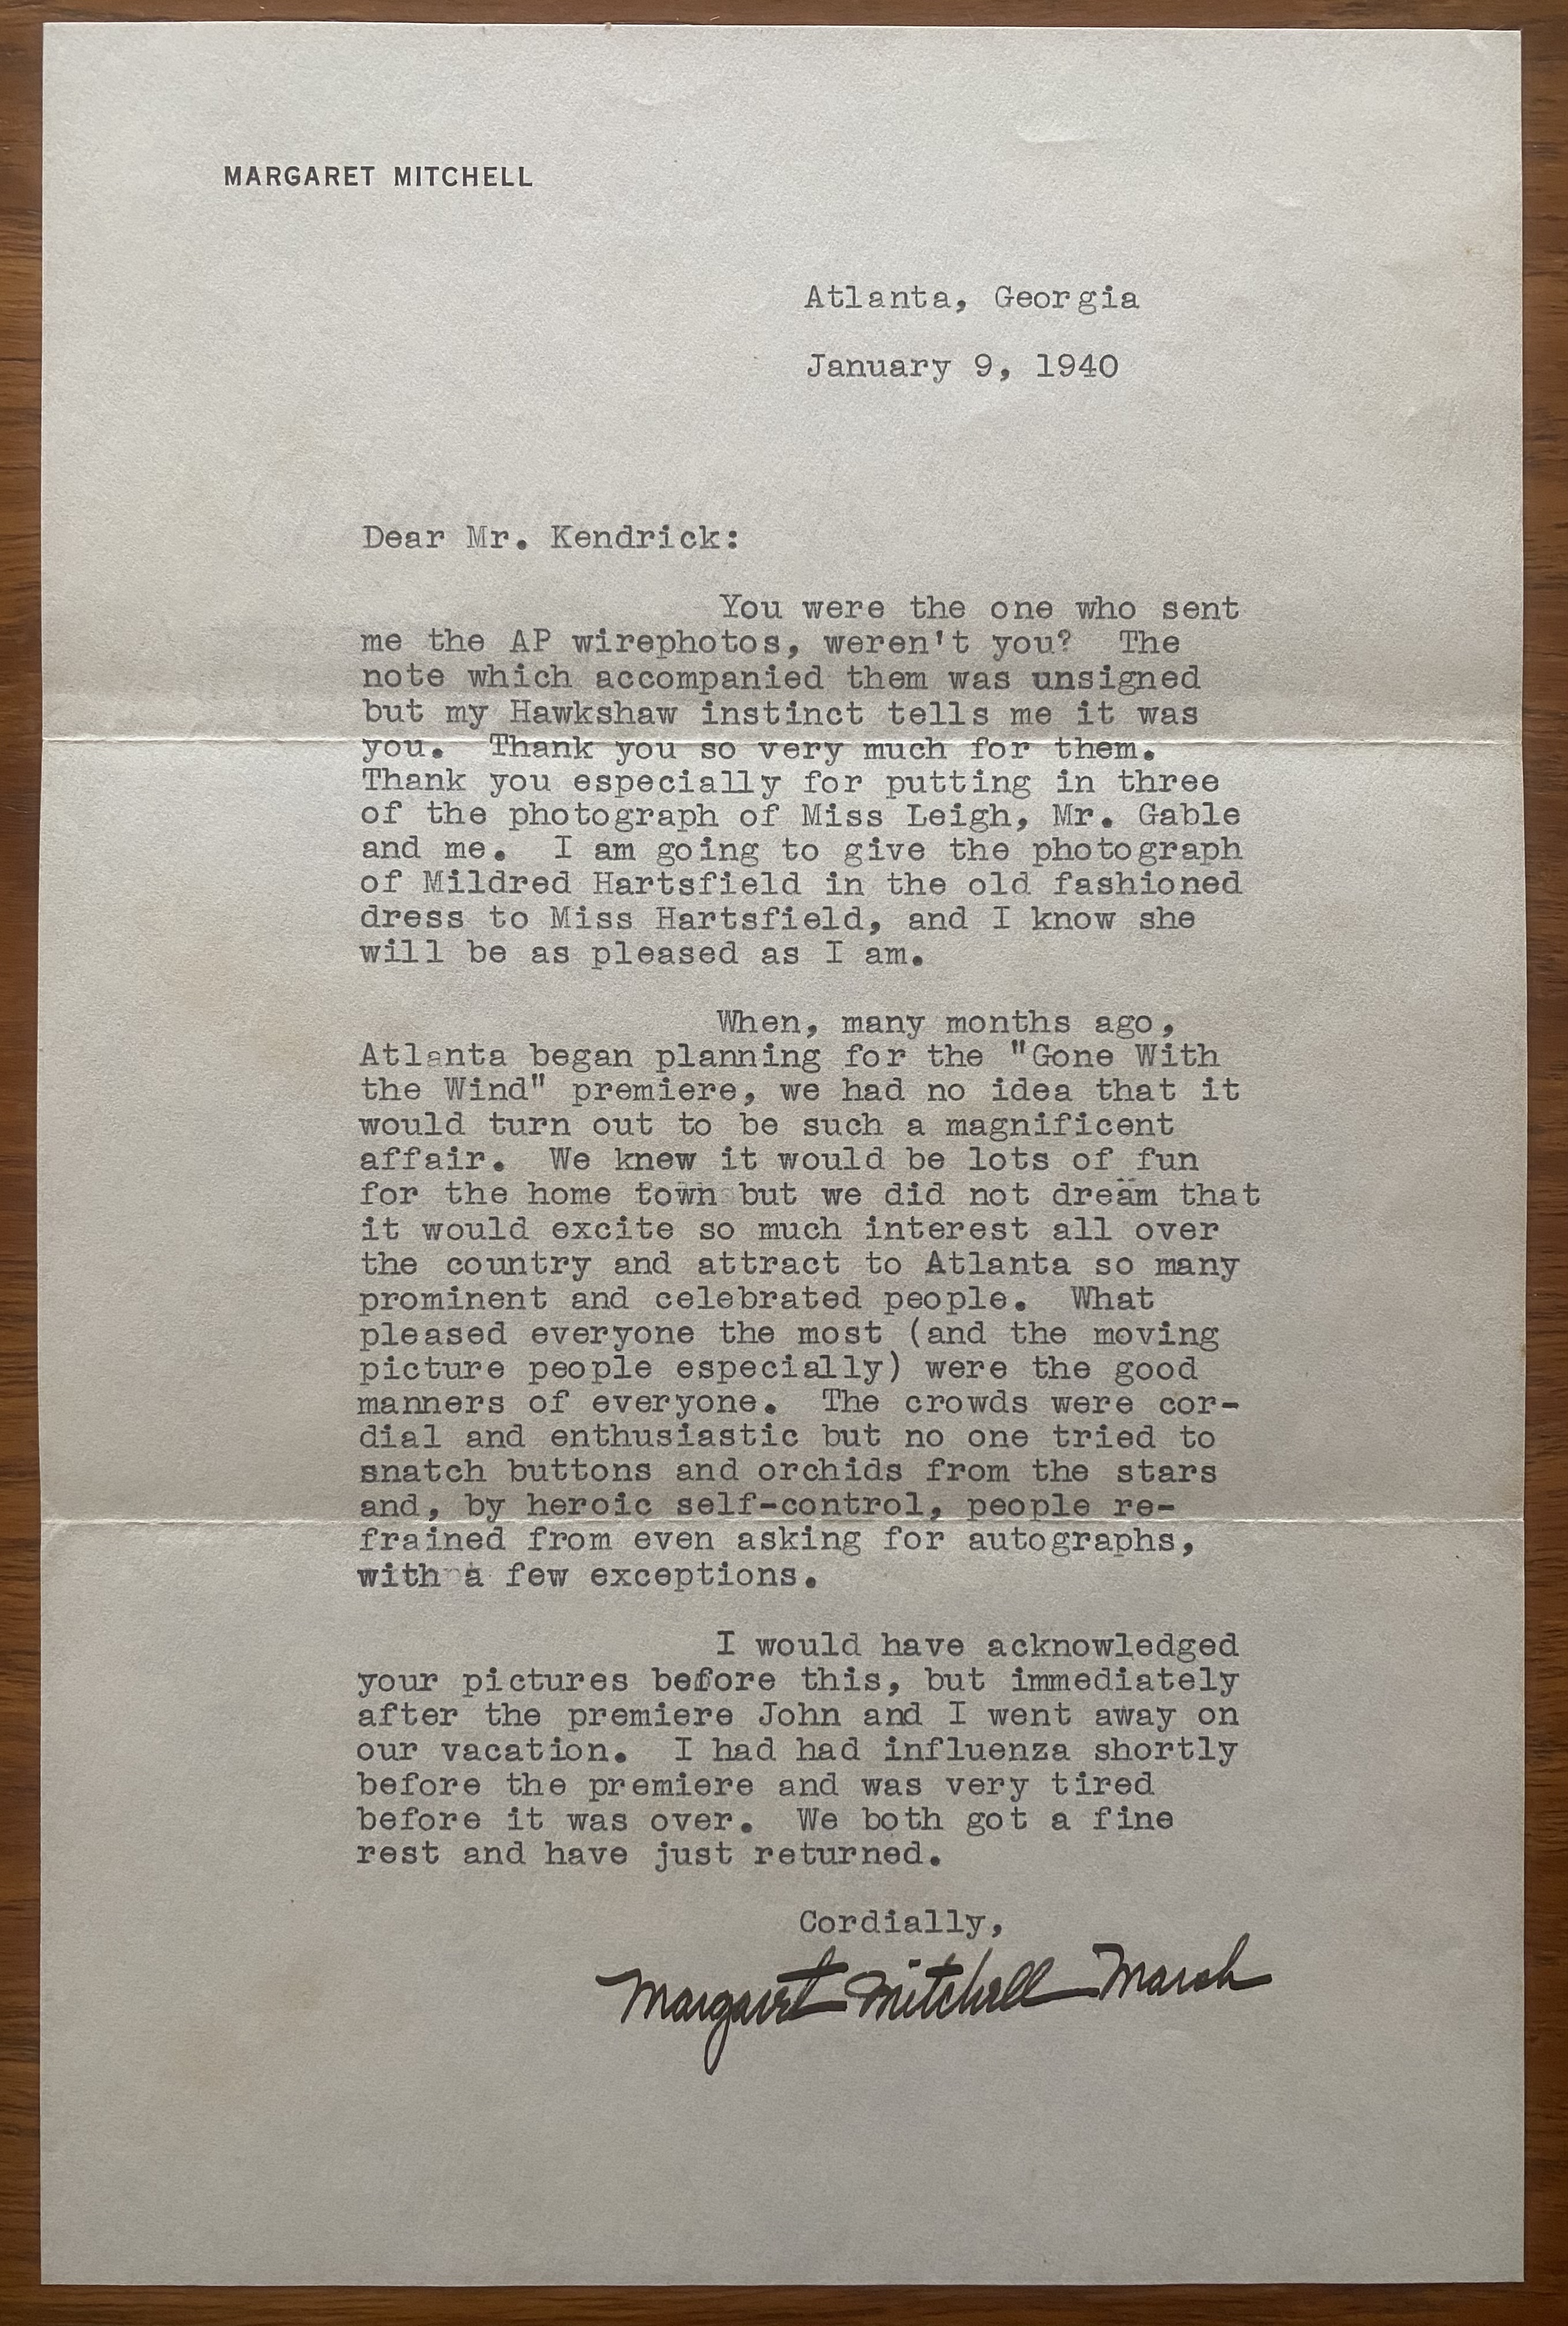 MARGARET MITCHELL
Atlanta, Georgia
January 9, 1940
Dear Mr. Kendrick:
You were the one who sent
me the AP wirephotos, weren't you? The
note which accompanied them was unsigned
but my Hawkshaw instinct tells me it was
you. Thank you so very much for them.
Thank you especially for putting in three
of the photograph of Miss Leigh, Mr. Gable
and me. I am going to give the photograph
of Mildred Hartsfield in the old fashioned
dress to Miss Hartsfield, and I know she
will be as pleased as I am.
When, many months ago,
Atlanta began planning for the "Gone With
the Wind" premiere, we had no idea that it
would turn out to be such a magnificent
affair. We knew it would be lots of fun
for the home town but we did not dream that
it would excite so much interest all over
the country and attract to Atlanta so many
prominent and celebrated people. What
pleased everyone the most (and the moving
picture people especially) were the good
manners of everyone. The crowds were cor-
dial and enthusiastic but no one tried to
snatch buttons and orchids from the stars
and, by heroic self-control, people re-
frained from even asking for autographs,
with a few exceptions.
I would have acknowledged
your pictures before this, but immediately
after the premiere John and I went away on
our vacation. I had had influenza shortly
before the premiere and was very tired
before it was over. We both got a fine
rest and have just returned.
Cordially,
Margaret Mitchell Marsh